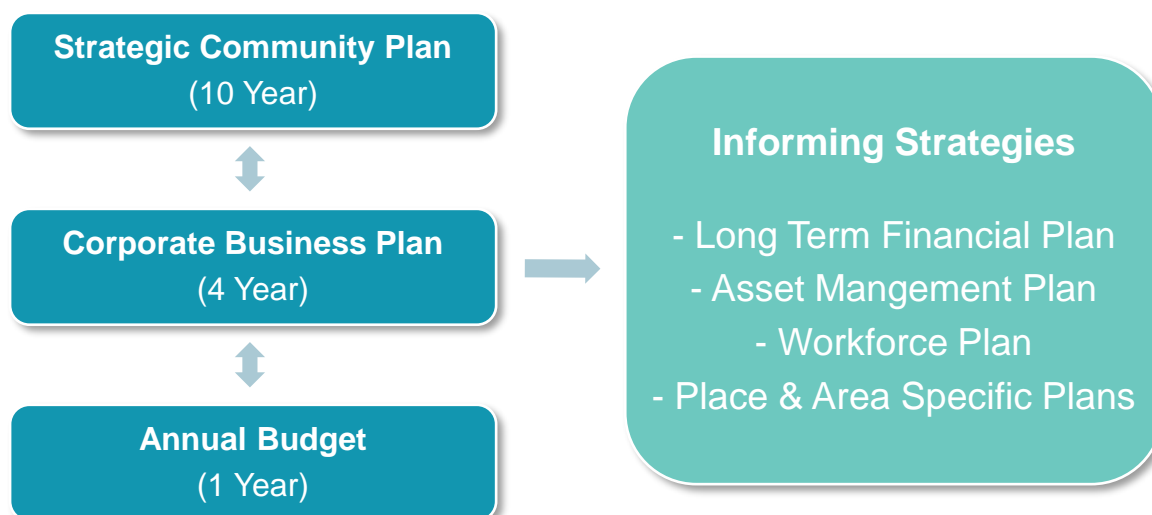 Strategic Community Plan
(10 Year)
Corporate Business Plan
(4 Year)
Annual Budget
(1 Year)
Informing Strategies
- Long Term Financial Plan
- Asset Mangement Plan
- Workforce Plan
- Place & Area Specific Plans